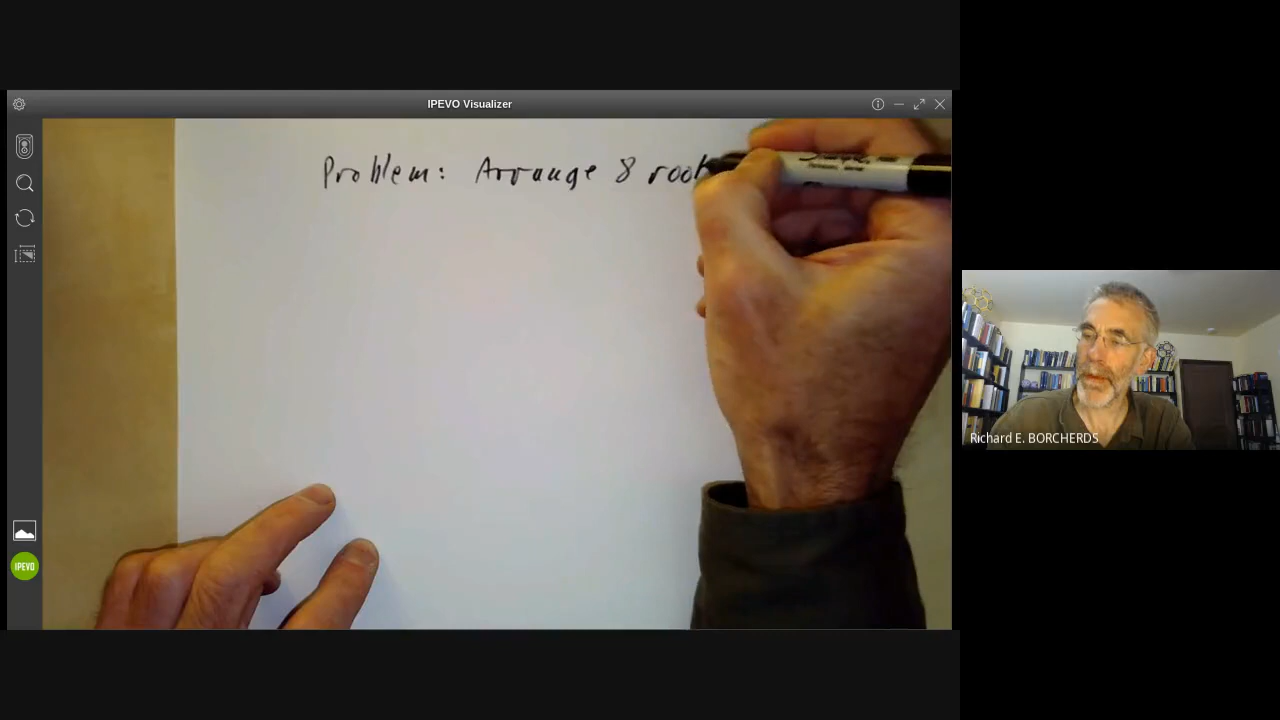 IPEVO Visualizer
Problem: Arrange 8 rook
IPEVO
Richard E. BORCHERDS